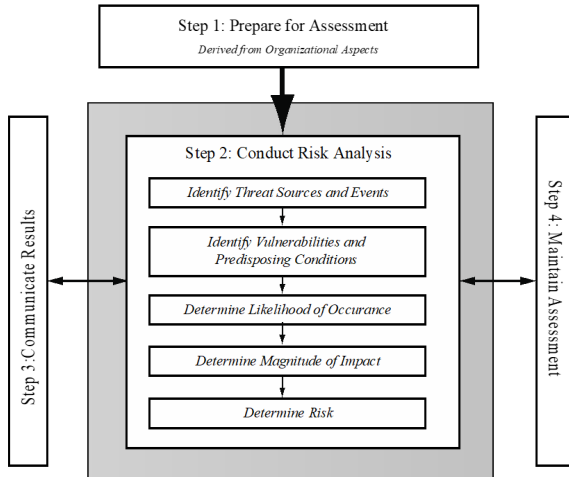 Step 1: Prepare for Assessment
Derived from Organizational Aspects
Step 2: Conduct Risk Analysis
Identify Threat Sources and Events
Identify Vulnerabilities and
Predisposing Conditions
Determine Likelihood of Occurance
Determine Magnitude of Impact
Determine Risk
Step 3:Communicate Results
Step 4: Maintain Assessment